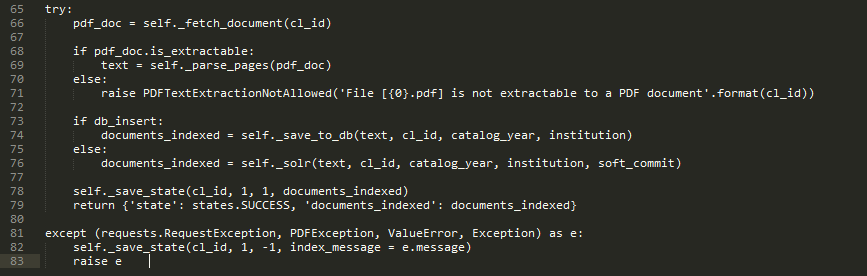 65 try:
66     pdf_doc = self._fetch_document(cl_id)
67
68     if pdf_doc.is_extractable:
69         text = self._parse_pages(pdf_doc)
70     else:
71         raise PDFTextExtractionNotAllowed('File [{0}.pdf] is not extractable to a PDF document'.format(cl_id))
72
73     if db_insert:
74         documents_indexed = self._save_to_db(text, cl_id, catalog_year, institution)
75     else:
76         documents_indexed = self._solr(text, cl_id, catalog_year, institution, soft_commit)
77
78     self._save_state(cl_id, 1, 1, documents_indexed)
79     return {'state': states.SUCCESS, 'documents_indexed': documents_indexed}
80
81 except (requests.RequestException, PDFException, ValueError, Exception) as e:
82     self._save_state(cl_id, 1, -1, index_message = e.message)
83     raise e